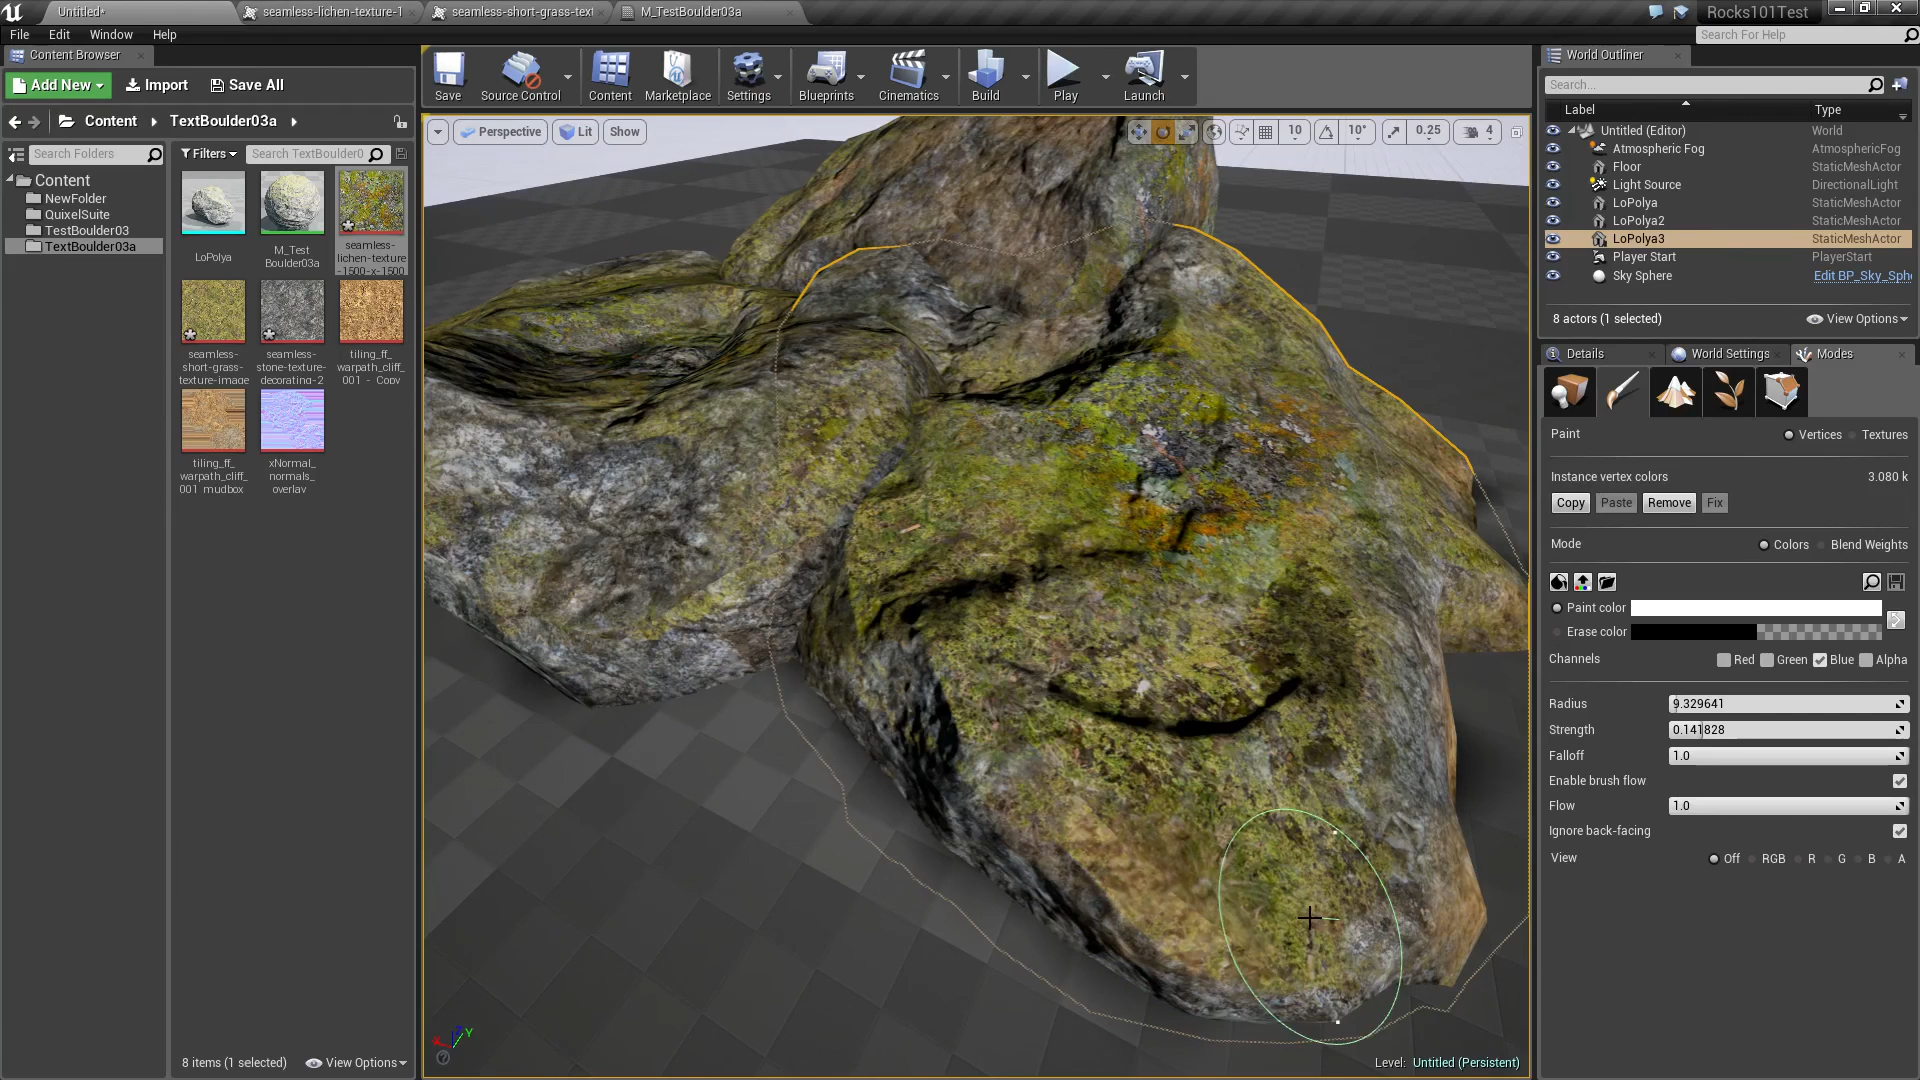 Untitled•
seamless-lichen-texture-1
seamless-short-grass-text
M_TestBoulder03a
Rocks101Test
File Edit Window Help
Search For Help
Content Browser
World Outliner
Add New Import Save All
Save Source Control Content Marketplace Settings Blueprints Cinematics Build Play Launch
Search...
Label Type
Content TextBoulder03a
Perspective Lit Show 10 10° 0.25 4
Search Folders
Filters Search TextBoulder0
Content
NewFolder
QuixelSuite
TestBoulder03
TextBoulder03a
LoPolya
M_Test
Boulder03a
seamless-
lichen-texture
-1500-x-1500
seamless-
short-grass-
texture-image
seamless-
stone-texture-
decorating-2
tiling_ff_
warpath_cliff_
001 - Copy
tiling_ff_
warpath_cliff_
001 mudbox
xNormal_
normals_
overlay
8 items (1 selected) View Options
Y
Level: Untitled (Persistent)
Untitled (Editor) World
Atmospheric Fog AtmosphericFog
Floor StaticMeshActor
Light Source DirectionalLight
LoPolya StaticMeshActor
LoPolya2 StaticMeshActor
LoPolya3 StaticMeshActor
Player Start PlayerStart
Sky Sphere Edit BP_Sky_Sphe
8 actors (1 selected) View Options
Details World Settings Modes
Paint Vertices Textures
Instance vertex colors 3.080 k
Copy Paste Remove Fix
Mode Colors Blend Weights
Paint color
Erase color
Channels Red Green Blue Alpha
Radius 9.329641
Strength 0.141828
Falloff 1.0
Enable brush flow
Flow 1.0
Ignore back-facing
View Off RGB R G B A